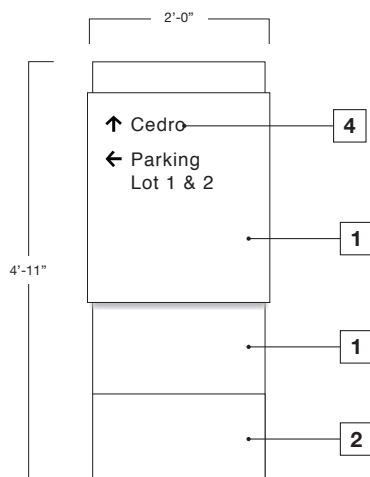 2’-0”
↑ Cedro
4
← Parking
Lot 1 & 2
1
4’-11”
1
2